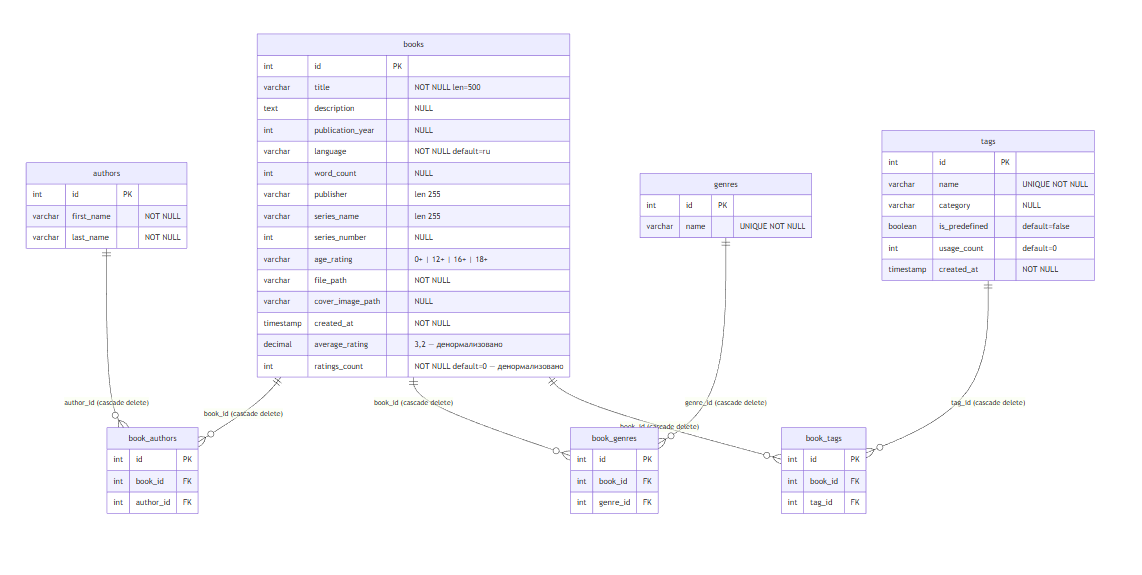 books
int id PK
varchar title NOT NULL len=500
text description NULL
int publication_year NULL
varchar language NOT NULL default=ru
int word_count NULL
varchar publisher len 255
varchar series_name len 255
int series_number NULL
varchar age_rating 0+ | 12+ | 16+ | 18+
varchar file_path NOT NULL
varchar cover_image_path NULL
timestamp created_at NOT NULL
decimal average_rating 3,2 — денормализовано
int ratings_count NOT NULL default=0 — денормализовано
authors
int id PK
varchar first_name NOT NULL
varchar last_name NOT NULL
genres
int id PK
varchar name UNIQUE NOT NULL
tags
int id PK
varchar name UNIQUE NOT NULL
varchar category NULL
boolean is_predefined default=false
int usage_count default=0
timestamp created_at NOT NULL
author_id (cascade delete)
book_id (cascade delete)
book_id (cascade delete)
genre_id (cascade delete)
book_id (cascade delete)
tag_id (cascade delete)
book_authors
int id PK
int book_id FK
int author_id FK
book_genres
int id PK
int book_id FK
int genre_id FK
book_tags
int id PK
int book_id FK
int tag_id FK